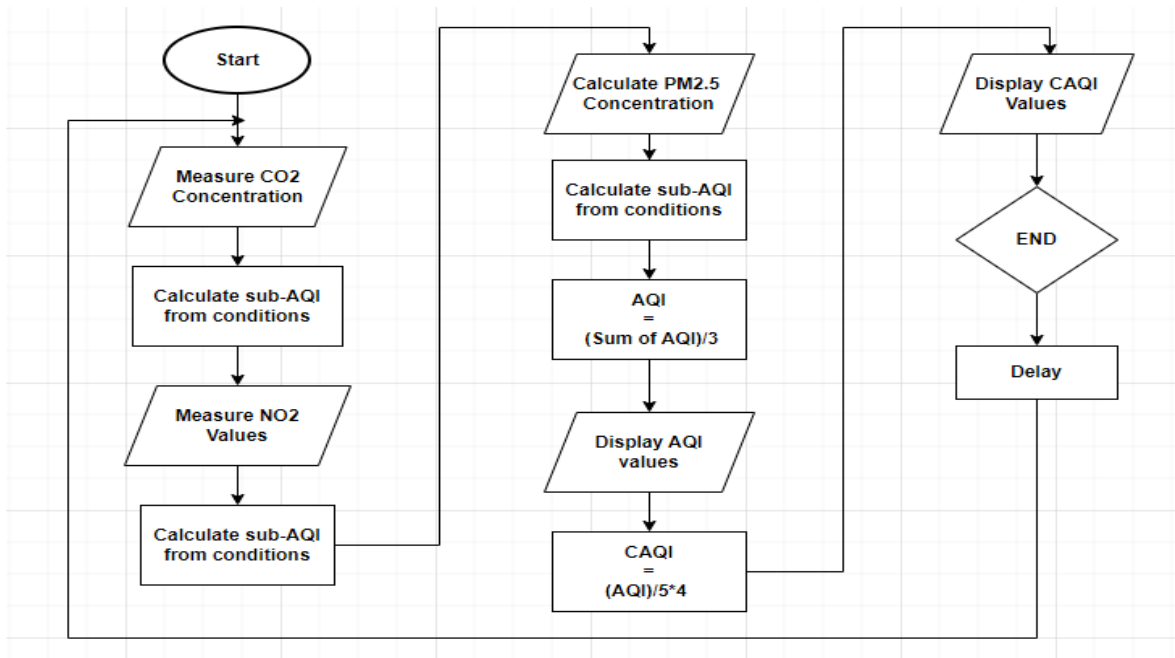 Start
Measure CO2
Concentration
Calculate sub-AQI
from conditions
Measure NO2
Values
Calculate sub-AQI
from conditions
Calculate PM2.5
Concentration
Calculate sub-AQI
from conditions
AQI
=
(Sum of AQI)/3
Display AQI
values
CAQI
=
(AQI)/5*4
Display CAQI
Values
END
Delay